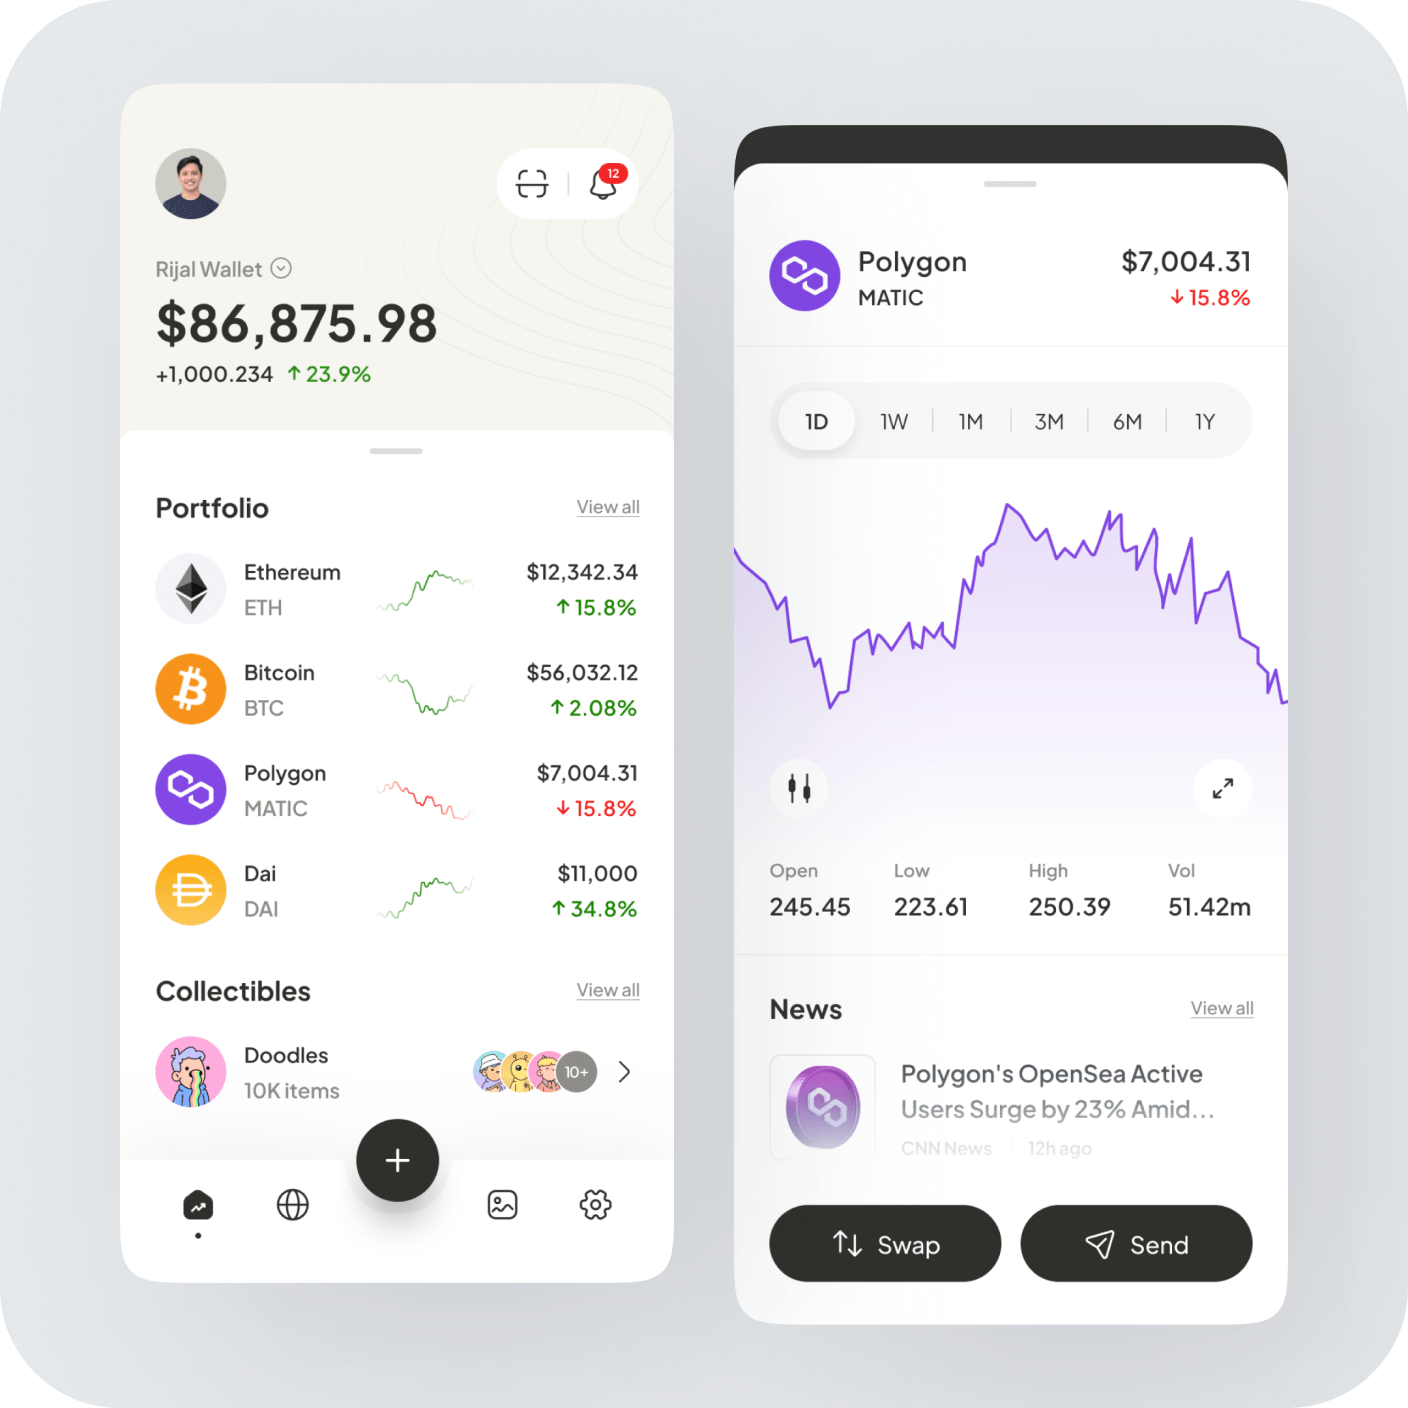 12
Rijal Wallet
$86,875.98
+1,000.234 ↑ 23.9%
Portfolio View all
Ethereum $12,342.34
ETH ↑ 15.8%
Bitcoin $56,032.12
BTC ↑ 2.08%
Polygon $7,004.31
MATIC ↓ 15.8%
Dai $11,000
DAI ↑ 34.8%
Collectibles View all
Doodles
10K items
10+
Polygon $7,004.31
MATIC ↓ 15.8%
1D 1W 1M 3M 6M 1Y
Open Low High Vol
245.45 223.61 250.39 51.42m
News View all
Polygon's OpenSea Active
Users Surge by 23% Amid...
CNN News 12h ago
Swap Send